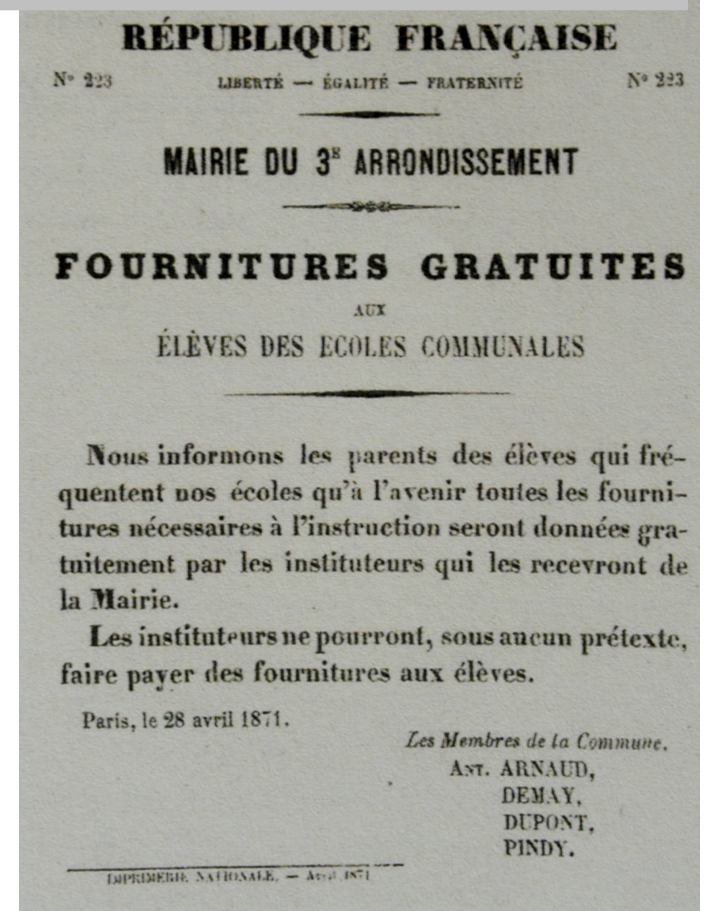 RÉPUBLIQUE FRANÇAISE
N° 223 LIBERTÉ — ÉGALITÉ — FRATERNITÉ N° 223
MAIRIE DU 3E ARRONDISSEMENT
FOURNITURES GRATUITES
AUX
ÉLÈVES DES ECOLES COMMUNALES
Nous informons les parents des élèves qui fré-
quentent nos écoles qu'à l'avenir toutes les fourni-
tures nécessaires à l'instruction seront données gra-
tuitement par les instituteurs qui les recevront de
la Mairie.
Les instituteurs ne pourront, sous aucun prétexte,
faire payer des fournitures aux élèves.
Paris, le 28 avril 1871.
Les Membres de la Commune.
ANT. ARNAUD,
DEMAY,
DUPONT,
PINDY.
IMPRIMERIE NATIONALE. — Avril 1871